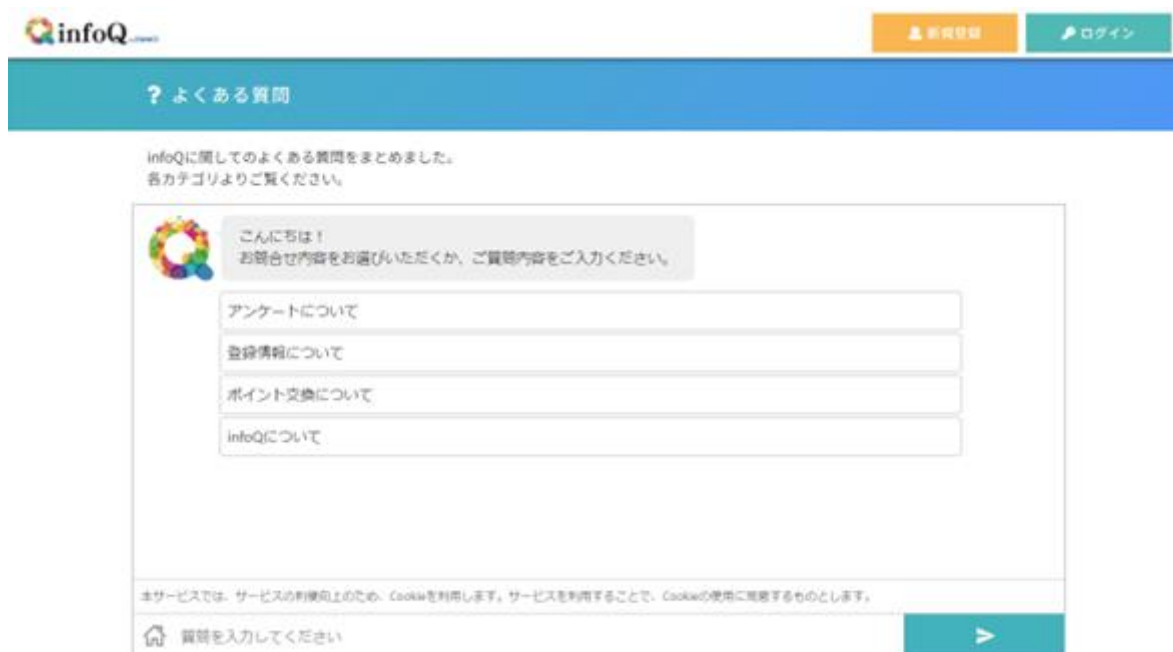 infoQ
新規登録
ログイン
? よくある質問
infoQに関してのよくある質問をまとめました。
各カテゴリよりご覧ください。
こんにちは！
お問合せ内容をお選びいただくか、ご質問内容をご入力ください。
アンケートについて
登録情報について
ポイント交換について
infoQについて
本サービスでは、サービスの利便向上のため、Cookieを利用します。サービスを利用することで、Cookieの使用に同意するものとします。
質問を入力してください